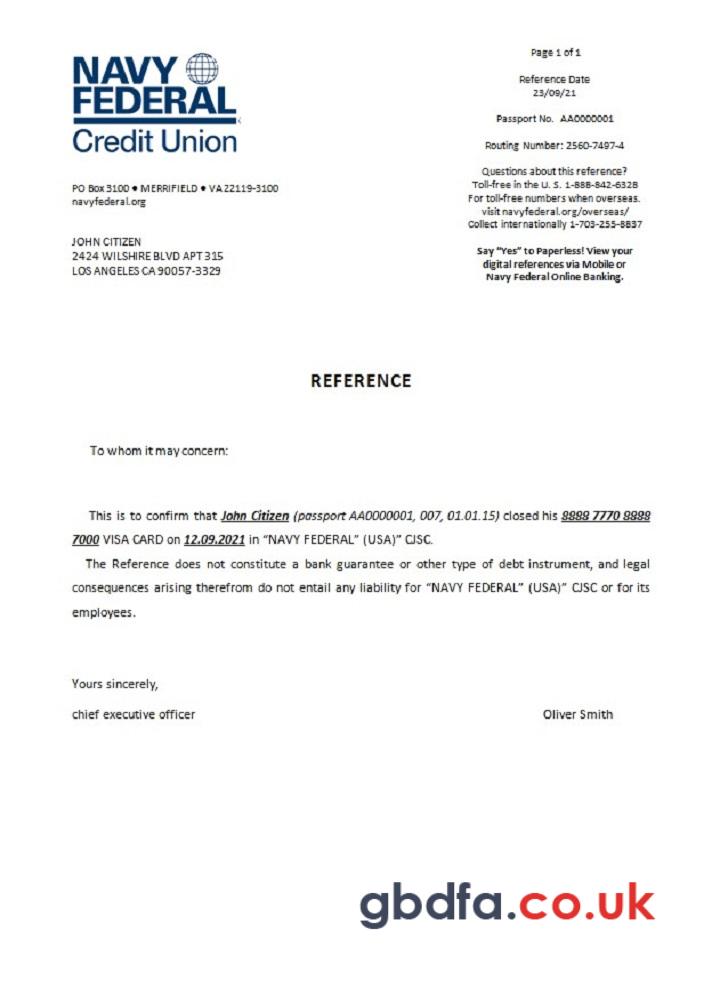 NAVY
FEDERAL
Credit Union
PO Box 3100 • MERRIFIELD • VA 22119-3100
navyfederal.org
JOHN CITIZEN
2424 WILSHIRE BLVD APT 315
LOS ANGELES CA 90057-3329
Page 1 of 1
Reference Date
23/09/21
Passport No. AA0000001
Routing Number: 2560-7497-4
Questions about this reference?
Toll-free in the U. S. 1-888-842-6328
For toll-free numbers when overseas.
visit navyfederal.org/overseas/
Collect internationally 1-703-255-8837
Say “Yes” to Paperless! View your
digital references via Mobile or
Navy Federal Online Banking.
REFERENCE
To whom it may concern:
This is to confirm that John Citizen (passport AA0000001, 007, 01.01.15) closed his 8888 7770 8888
7000 VISA CARD on 12.09.2021 in “NAVY FEDERAL” (USA)” CJSC.
The Reference does not constitute a bank guarantee or other type of debt instrument, and legal
consequences arising therefrom do not entail any liability for “NAVY FEDERAL” (USA)” CJSC or for its
employees.
Yours sincerely,
chief executive officer Oliver Smith
gbdfa.co.uk